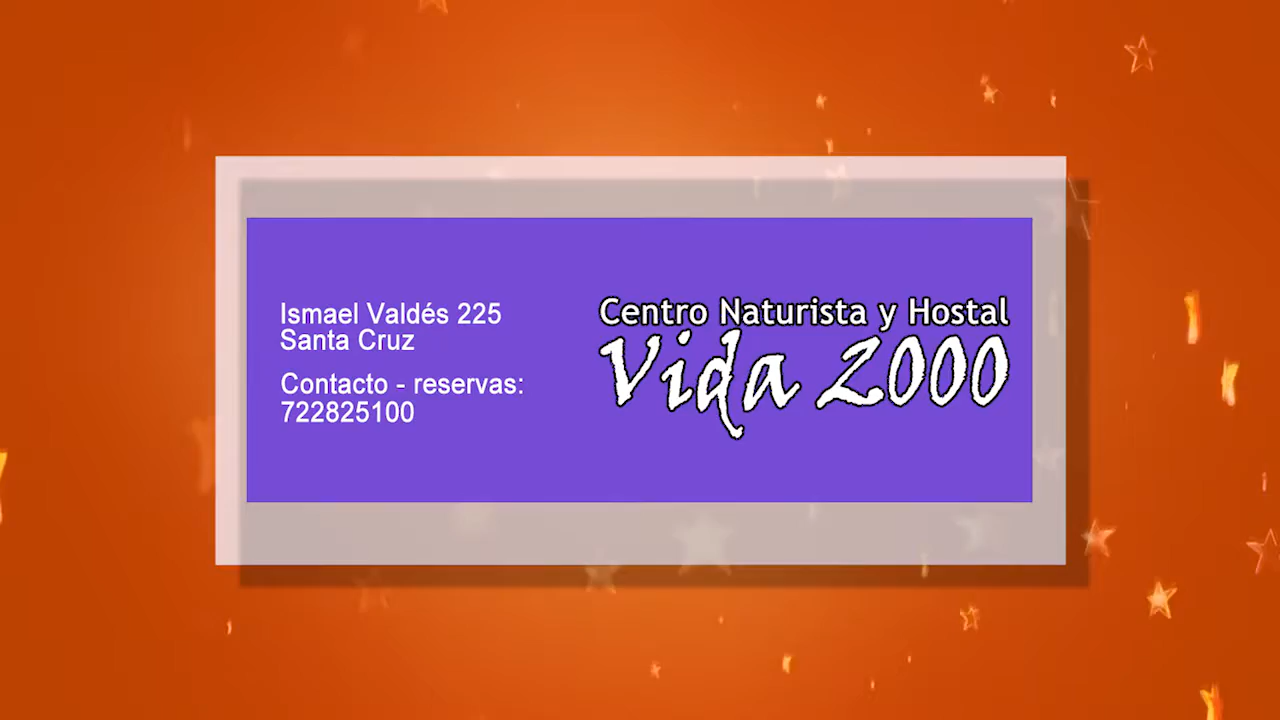 Ismael Valdés 225
Santa Cruz
Contacto - reservas:
722825100
Centro Naturista y Hostal
Vida 2000